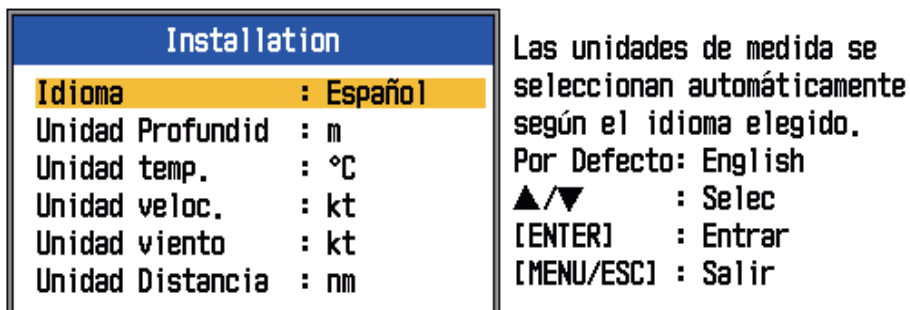 Installation
Idioma : Español
Unidad Profundid : m
Unidad temp. : °C
Unidad veloc. : kt
Unidad viento : kt
Unidad Distancia : nm
Las unidades de medida se
seleccionan automáticamente
según el idioma elegido.
Por Defecto: English
▲/▼ : Selec
[ENTER] : Entrar
[MENU/ESC] : Salir